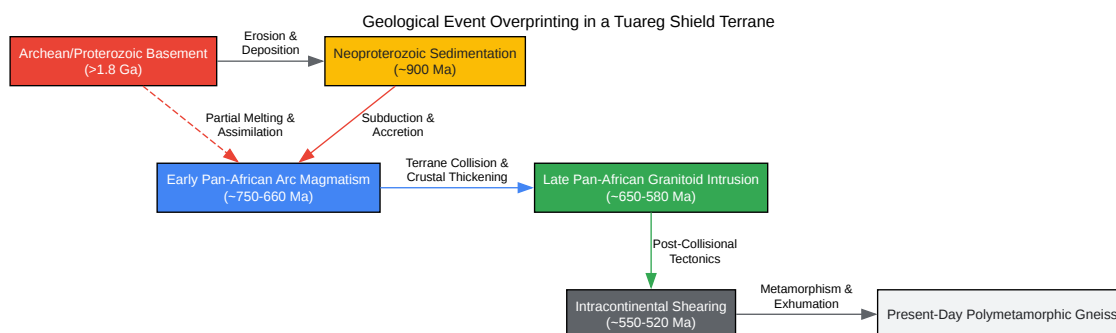 Geological Event Overprinting in a Tuareg Shield Terrane
Archean/Proterozoic Basement
(>1.8 Ga)
Erosion &
Deposition
Neoproterozoic Sedimentation
(~900 Ma)
Partial Melting &
Assimilation
Subduction &
Accretion
Early Pan-African Arc Magmatism
(~750-660 Ma)
Terrane Collision &
Crustal Thickening
Late Pan-African Granitoid Intrusion
(~650-580 Ma)
Post-Collisional
Tectonics
Intracontinental Shearing
(~550-520 Ma)
Metamorphism &
Exhumation
Present-Day Polymetamorphic Gneiss